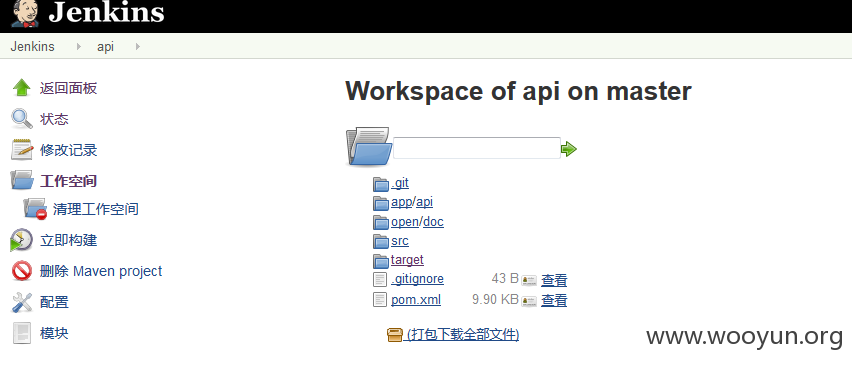 Jenkins
Jenkins api
返回面板
状态
修改记录
工作空间
清理工作空间
立即构建
删除 Maven project
配置
模块
Workspace of api on master
.git
app/api
open/doc
src
target
.gitignore 43 B 查看
pom.xml 9.90 KB 查看
(打包下载全部文件)
www.wooyun.org